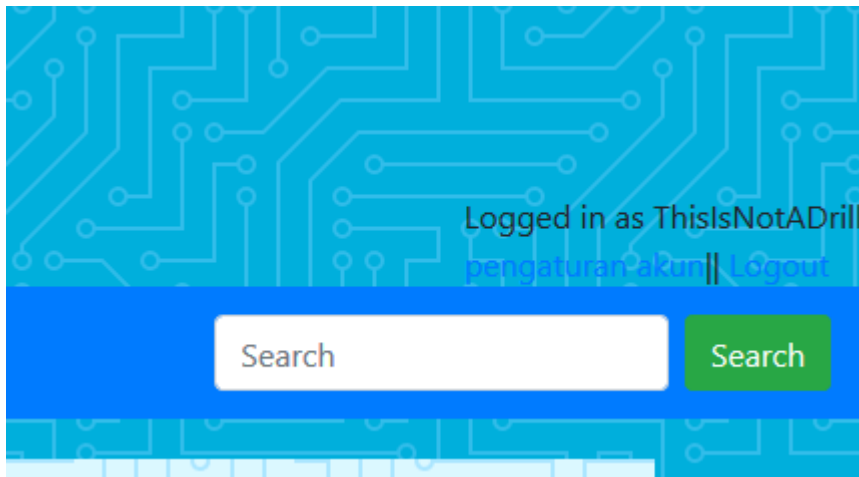 Logged in as ThisIsNotADrill
pengaturan akun|| Logout
Search Search